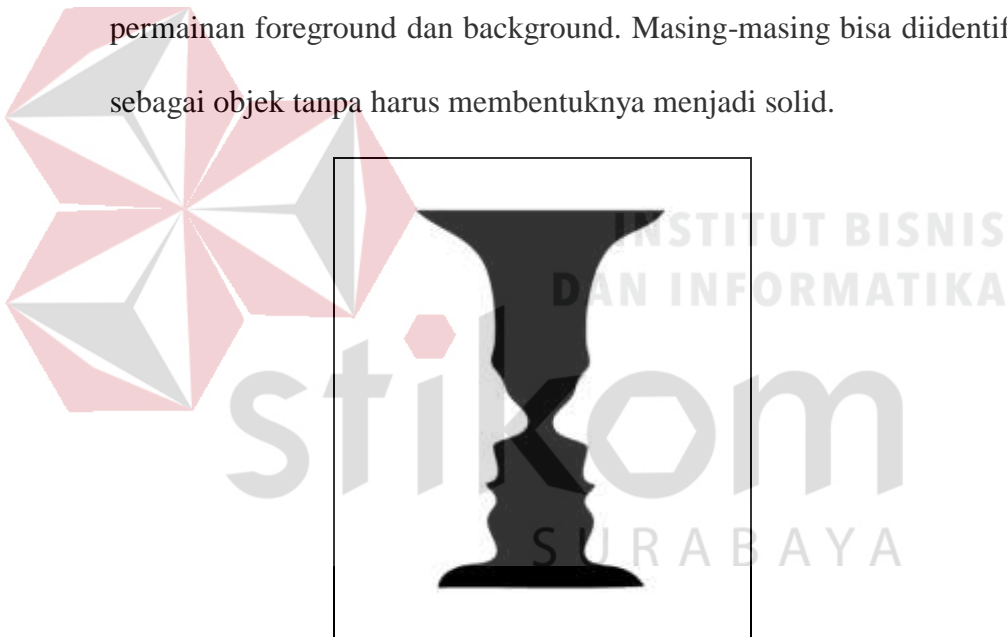 permainan foreground dan background. Masing-masing bisa diidentif
sebagai objek tanpa harus membentuknya menjadi solid.
INSTITUT BISNIS
DAN INFORMATIKA
stikom
SURABAYA